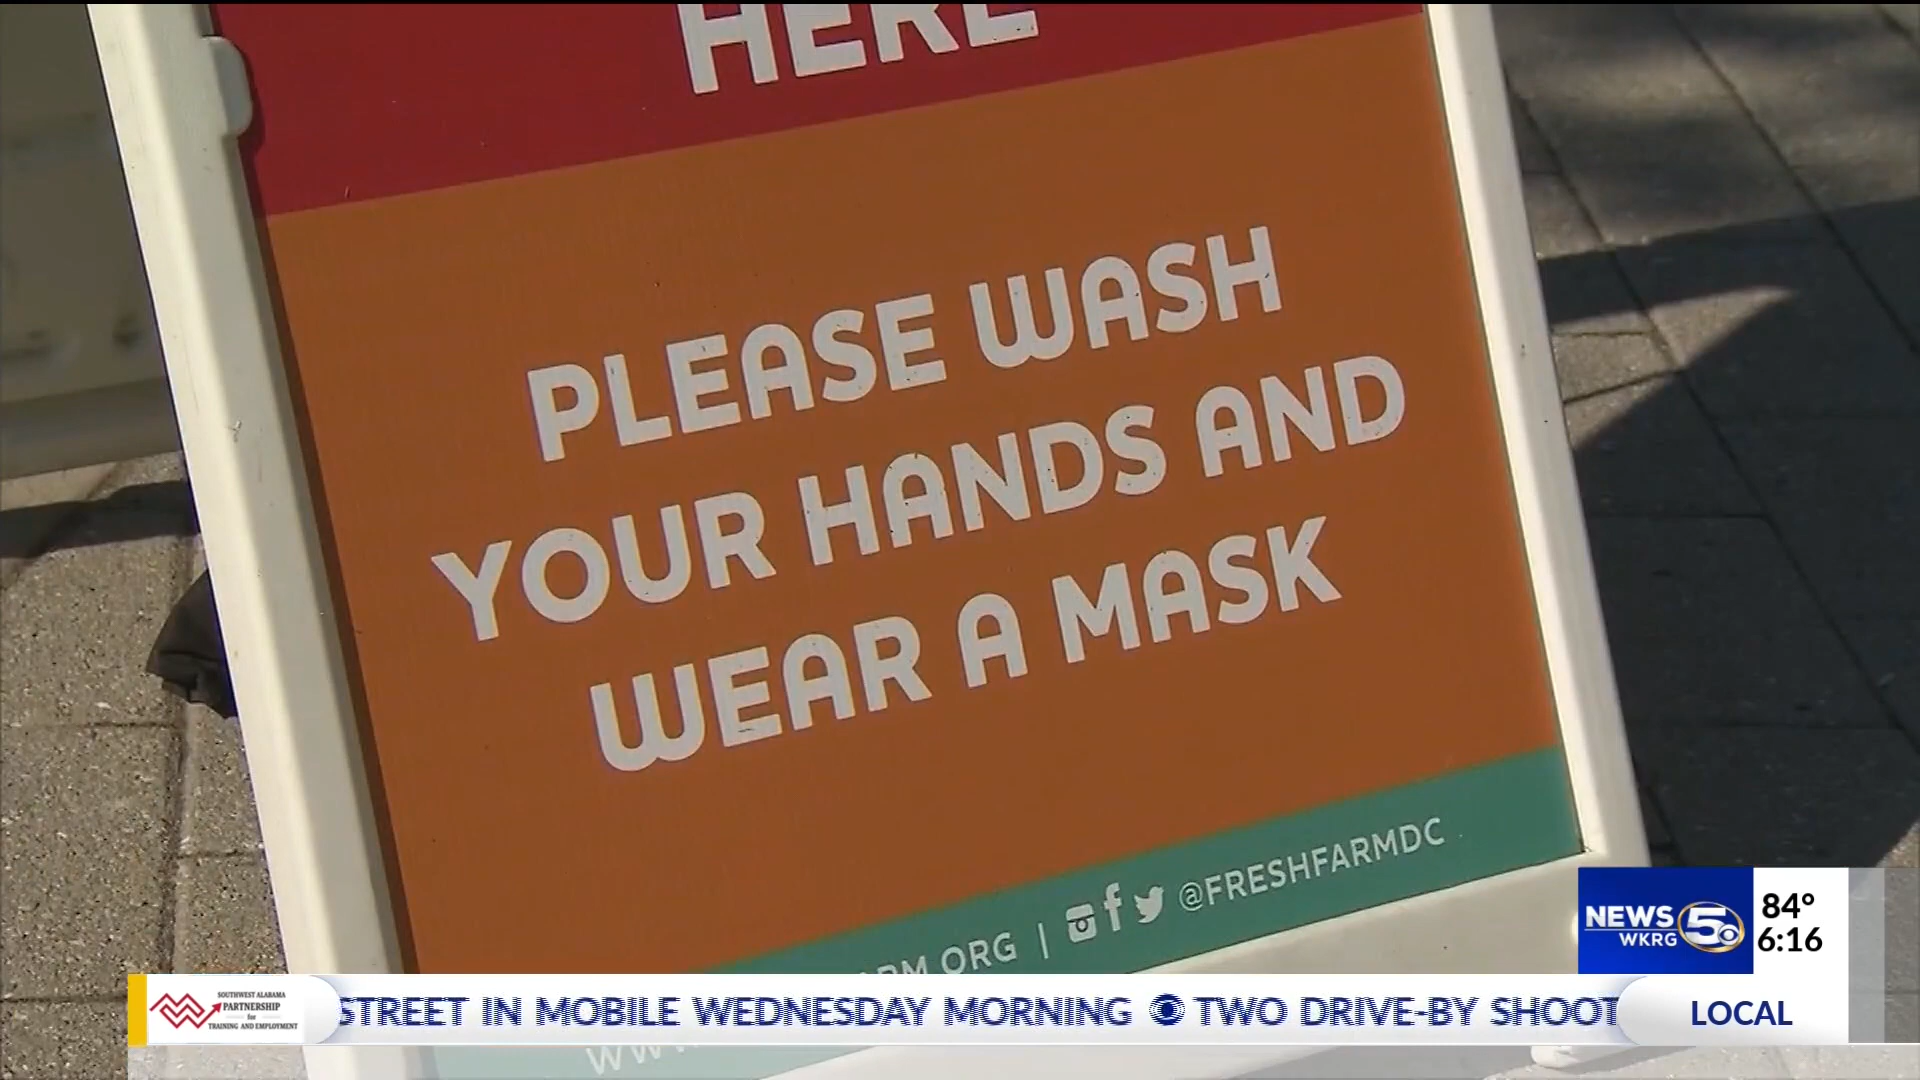 HERE
PLEASE WASH
YOUR HANDS AND
WEAR A MASK
ORG | @FRESHFARMDC
NEWS 5
WKRG
84°
6:16
SOUTHWEST ALABAMA
PARTNERSHIP
for
TRAINING AND EMPLOYMENT
STREET IN MOBILE WEDNESDAY MORNING TWO DRIVE-BY SHOOT
LOCAL